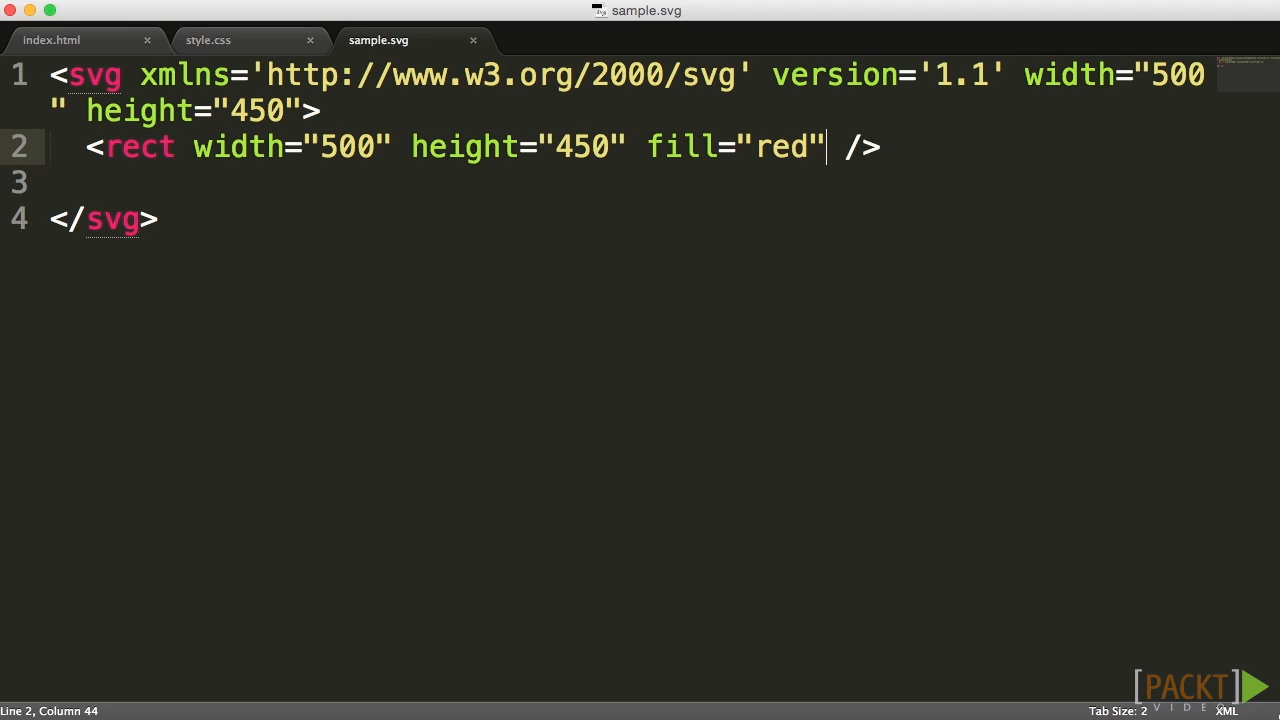 sample.svg
index.html × style.css × sample.svg ×
1 <svg xmlns='http://www.w3.org/2000/svg' version='1.1' width="500
" height="450">
2 <rect width="500" height="450" fill="red" />
3
4 </svg>
[PACKT]
VIDEO
Line 2, Column 44 Tab Size: 2 XML